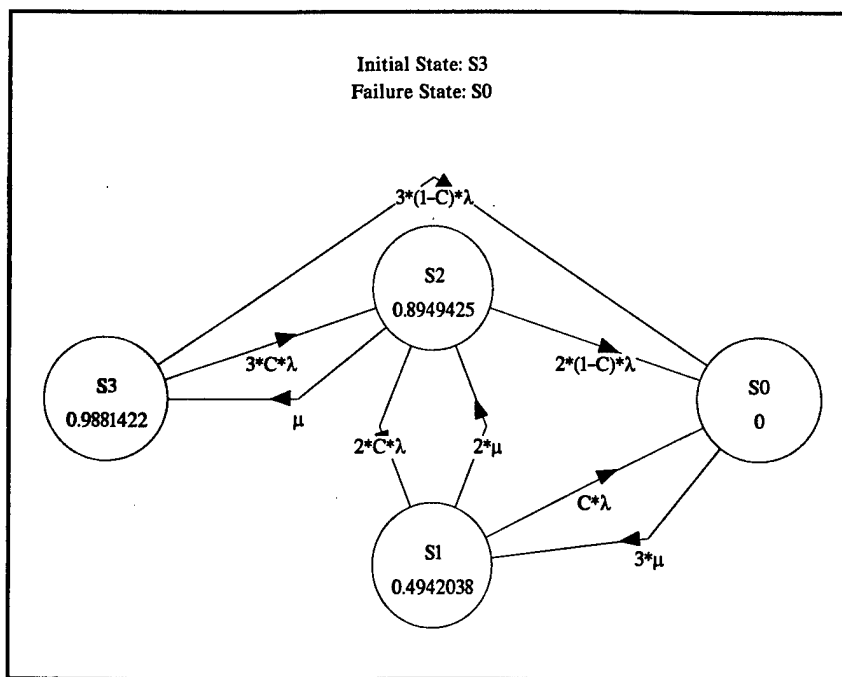 Initial State: S3
Failure State: S0
3*(1–C)*λ
S2
0.8949425
3*C*λ
2*(1–C)*λ
S3
0.9881422
μ
S0
0
2*C*λ
2*μ
C*λ
S1
0.4942038
3*μ